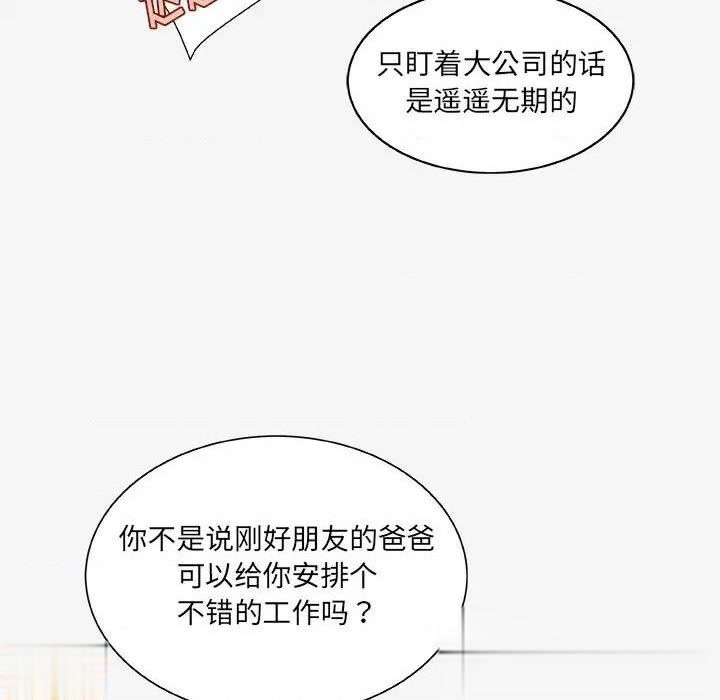 只盯着大公司的话
是遥遥无期的
你不是说刚好朋友的爸爸
可以给你安排个
不错的工作吗？